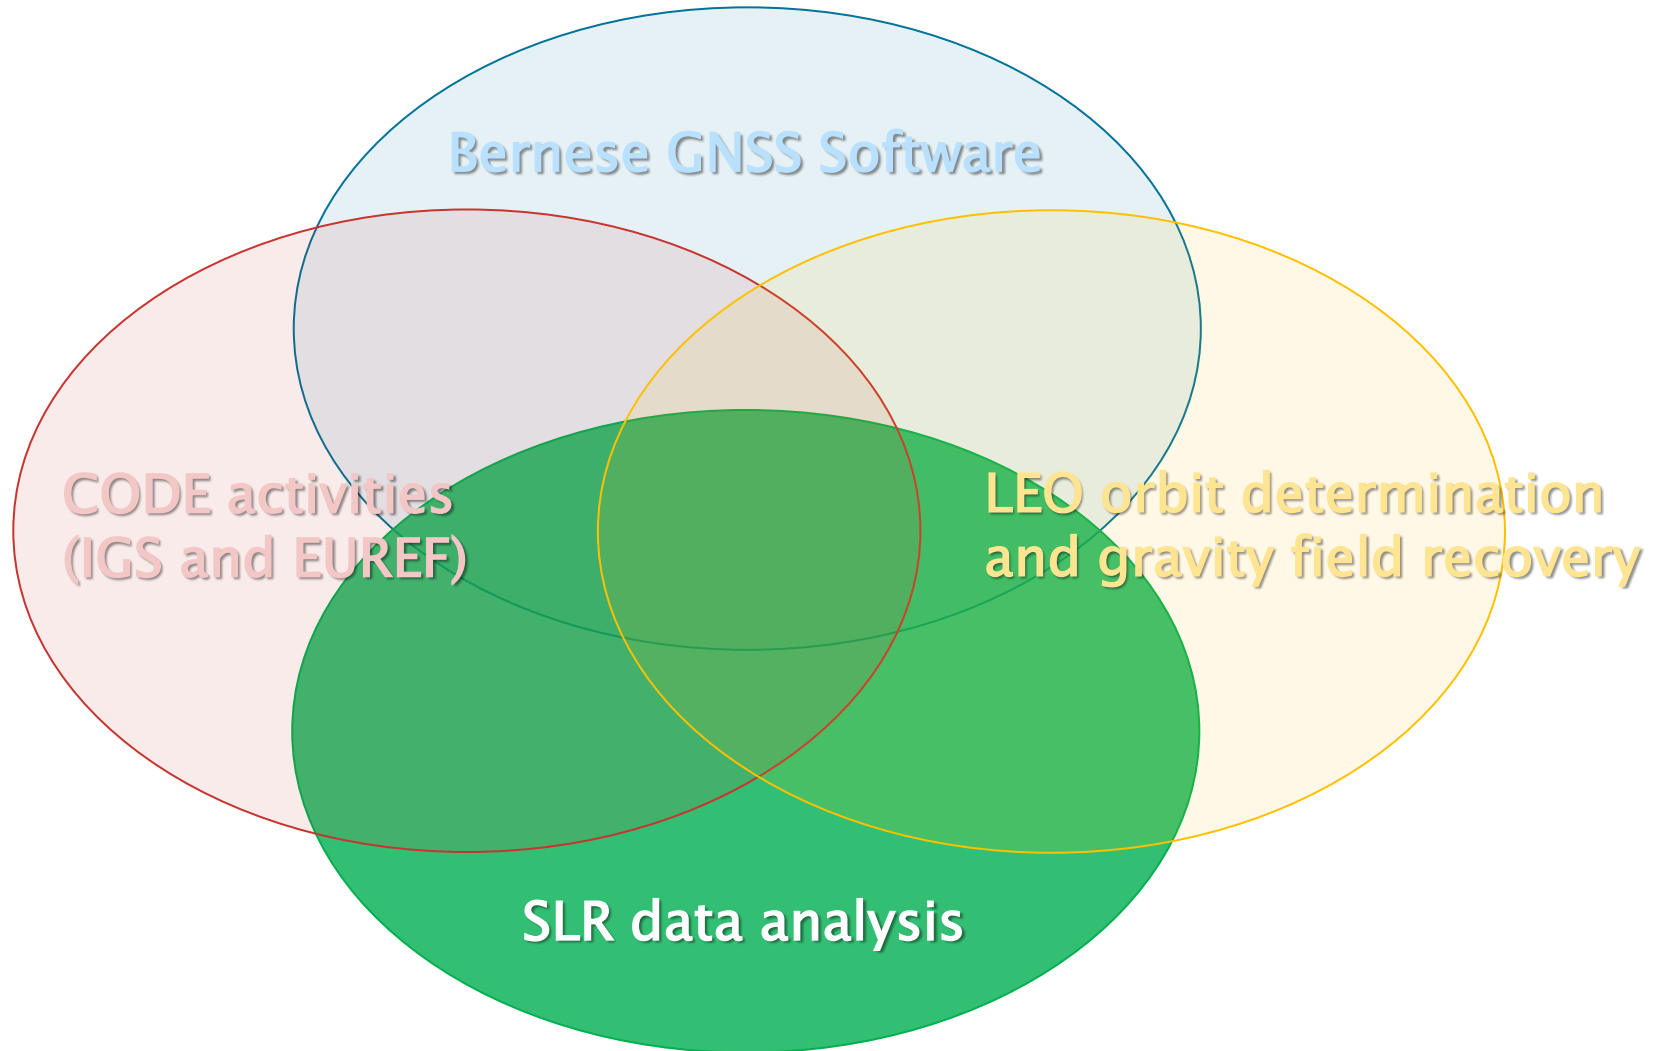 Bernese GNSS Software
CODE activities
(IGS and EUREF)
LEO orbit determination
and gravity field recovery
SLR data analysis